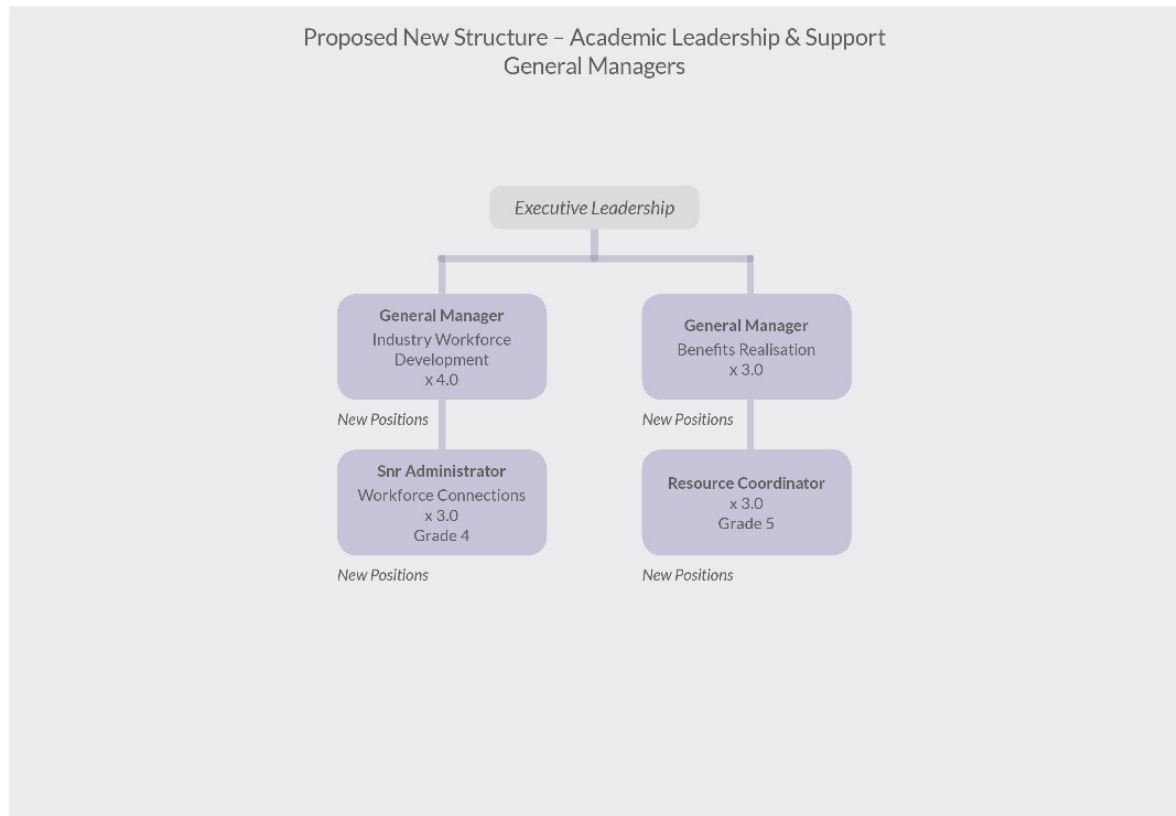 Proposed New Structure – Academic Leadership & Support
General Managers
Executive Leadership
General Manager
Industry Workforce
Development
x 4.0
New Positions
Snr Administrator
Workforce Connections
x 3.0
Grade 4
New Positions
General Manager
Benefits Realisation
x 3.0
New Positions
Resource Coordinator
x 3.0
Grade 5
New Positions